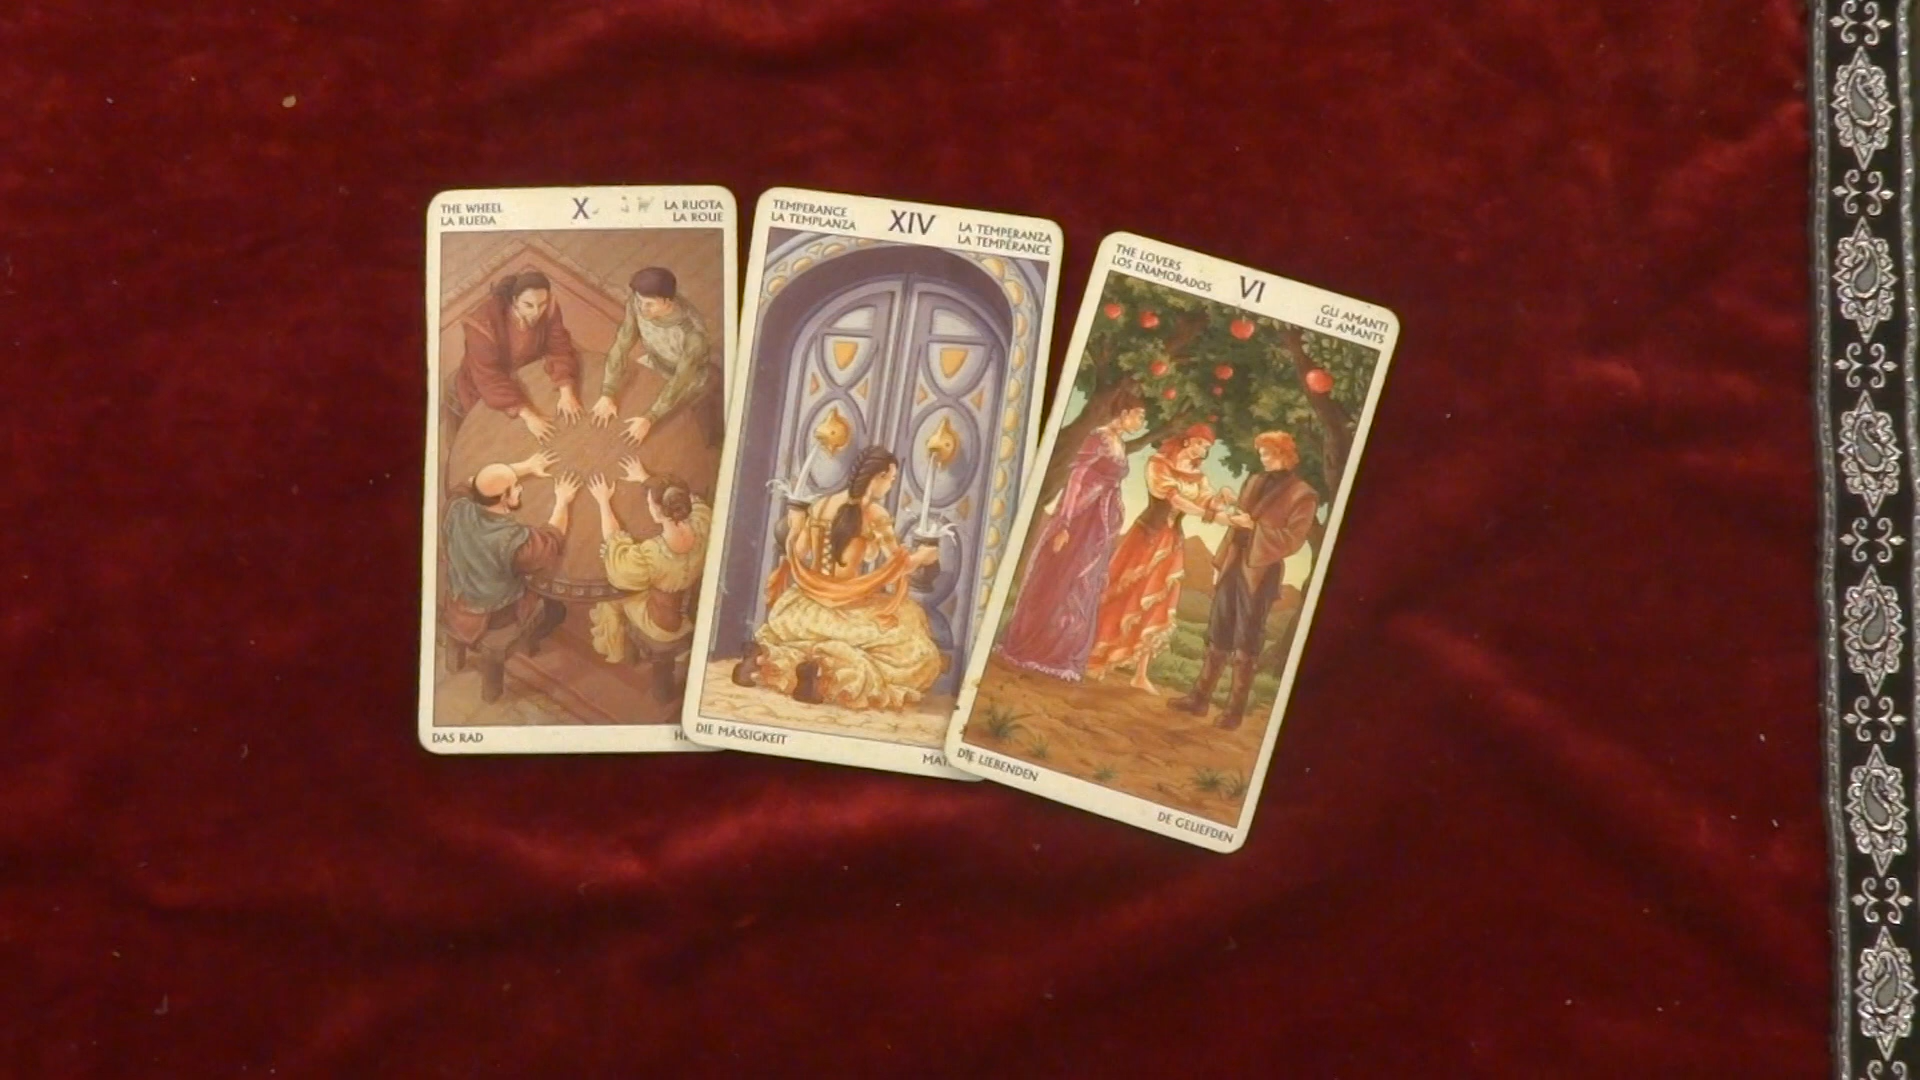 THE WHEEL
LA RUEDA
X
LA RUOTA
LA ROUE
DAS RAD
TEMPERANCE
LA TEMPLANZA
XIV
LA TEMPERANZA
LA TEMPÉRANCE
DIE MÄSSIGKEIT
THE LOVERS
LOS ENAMORADOS
VI
GLI AMANTI
LES AMANTS
DIE LIEBENDEN
DE GELIEFDEN